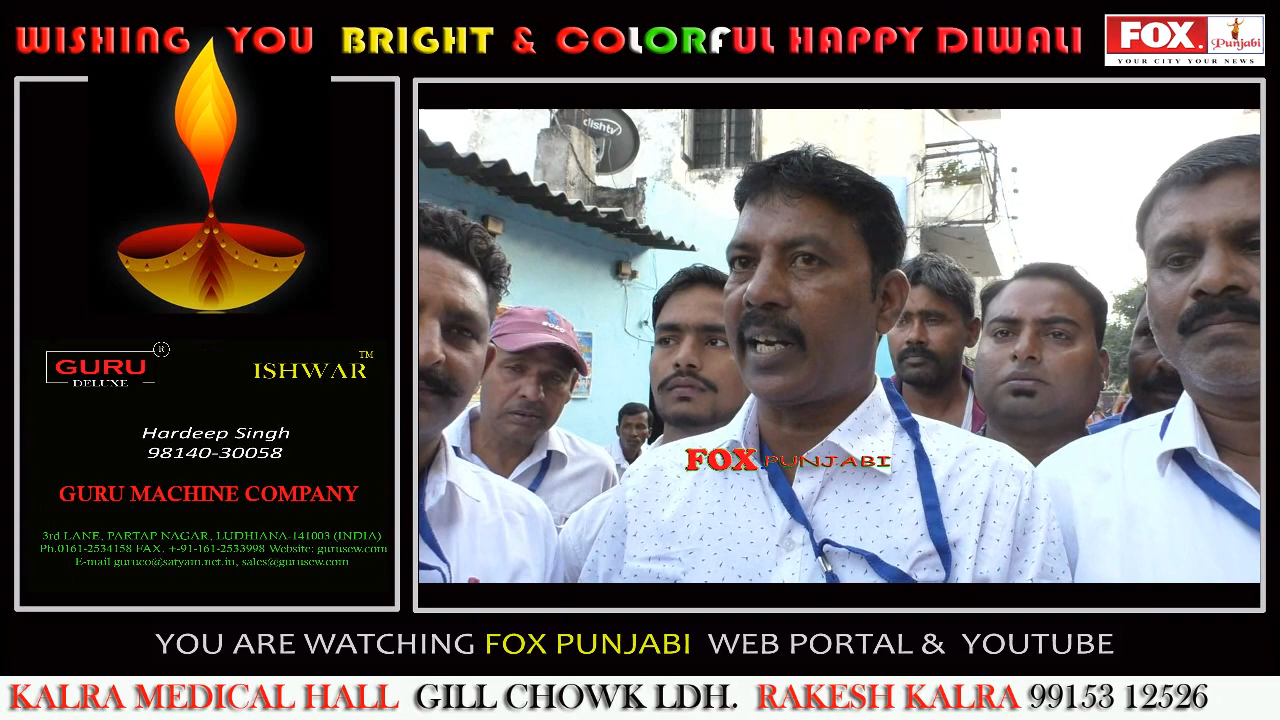 WISHING YOU BRIGHT & COLORFUL HAPPY DIWALI
FOX. Punjabi
YOUR CITY YOUR NEWS
dishtv
GURU ®
DELUXE
ISHWAR ™
Hardeep Singh
98140-30058
GURU MACHINE COMPANY
3rd LANE, PARTAP NAGAR, LUDHIANA-141003 (INDIA)
Ph.0161-2534158 FAX. +-91-161-2533998 Website: gurusew.com
E-mail guruco@satyam.net.in, sales@gurusew.com
FOX PUNJABI
YOU ARE WATCHING FOX PUNJABI WEB PORTAL & YOUTUBE
KALRA MEDICAL HALL GILL CHOWK LDH. RAKESH KALRA 99153 12526